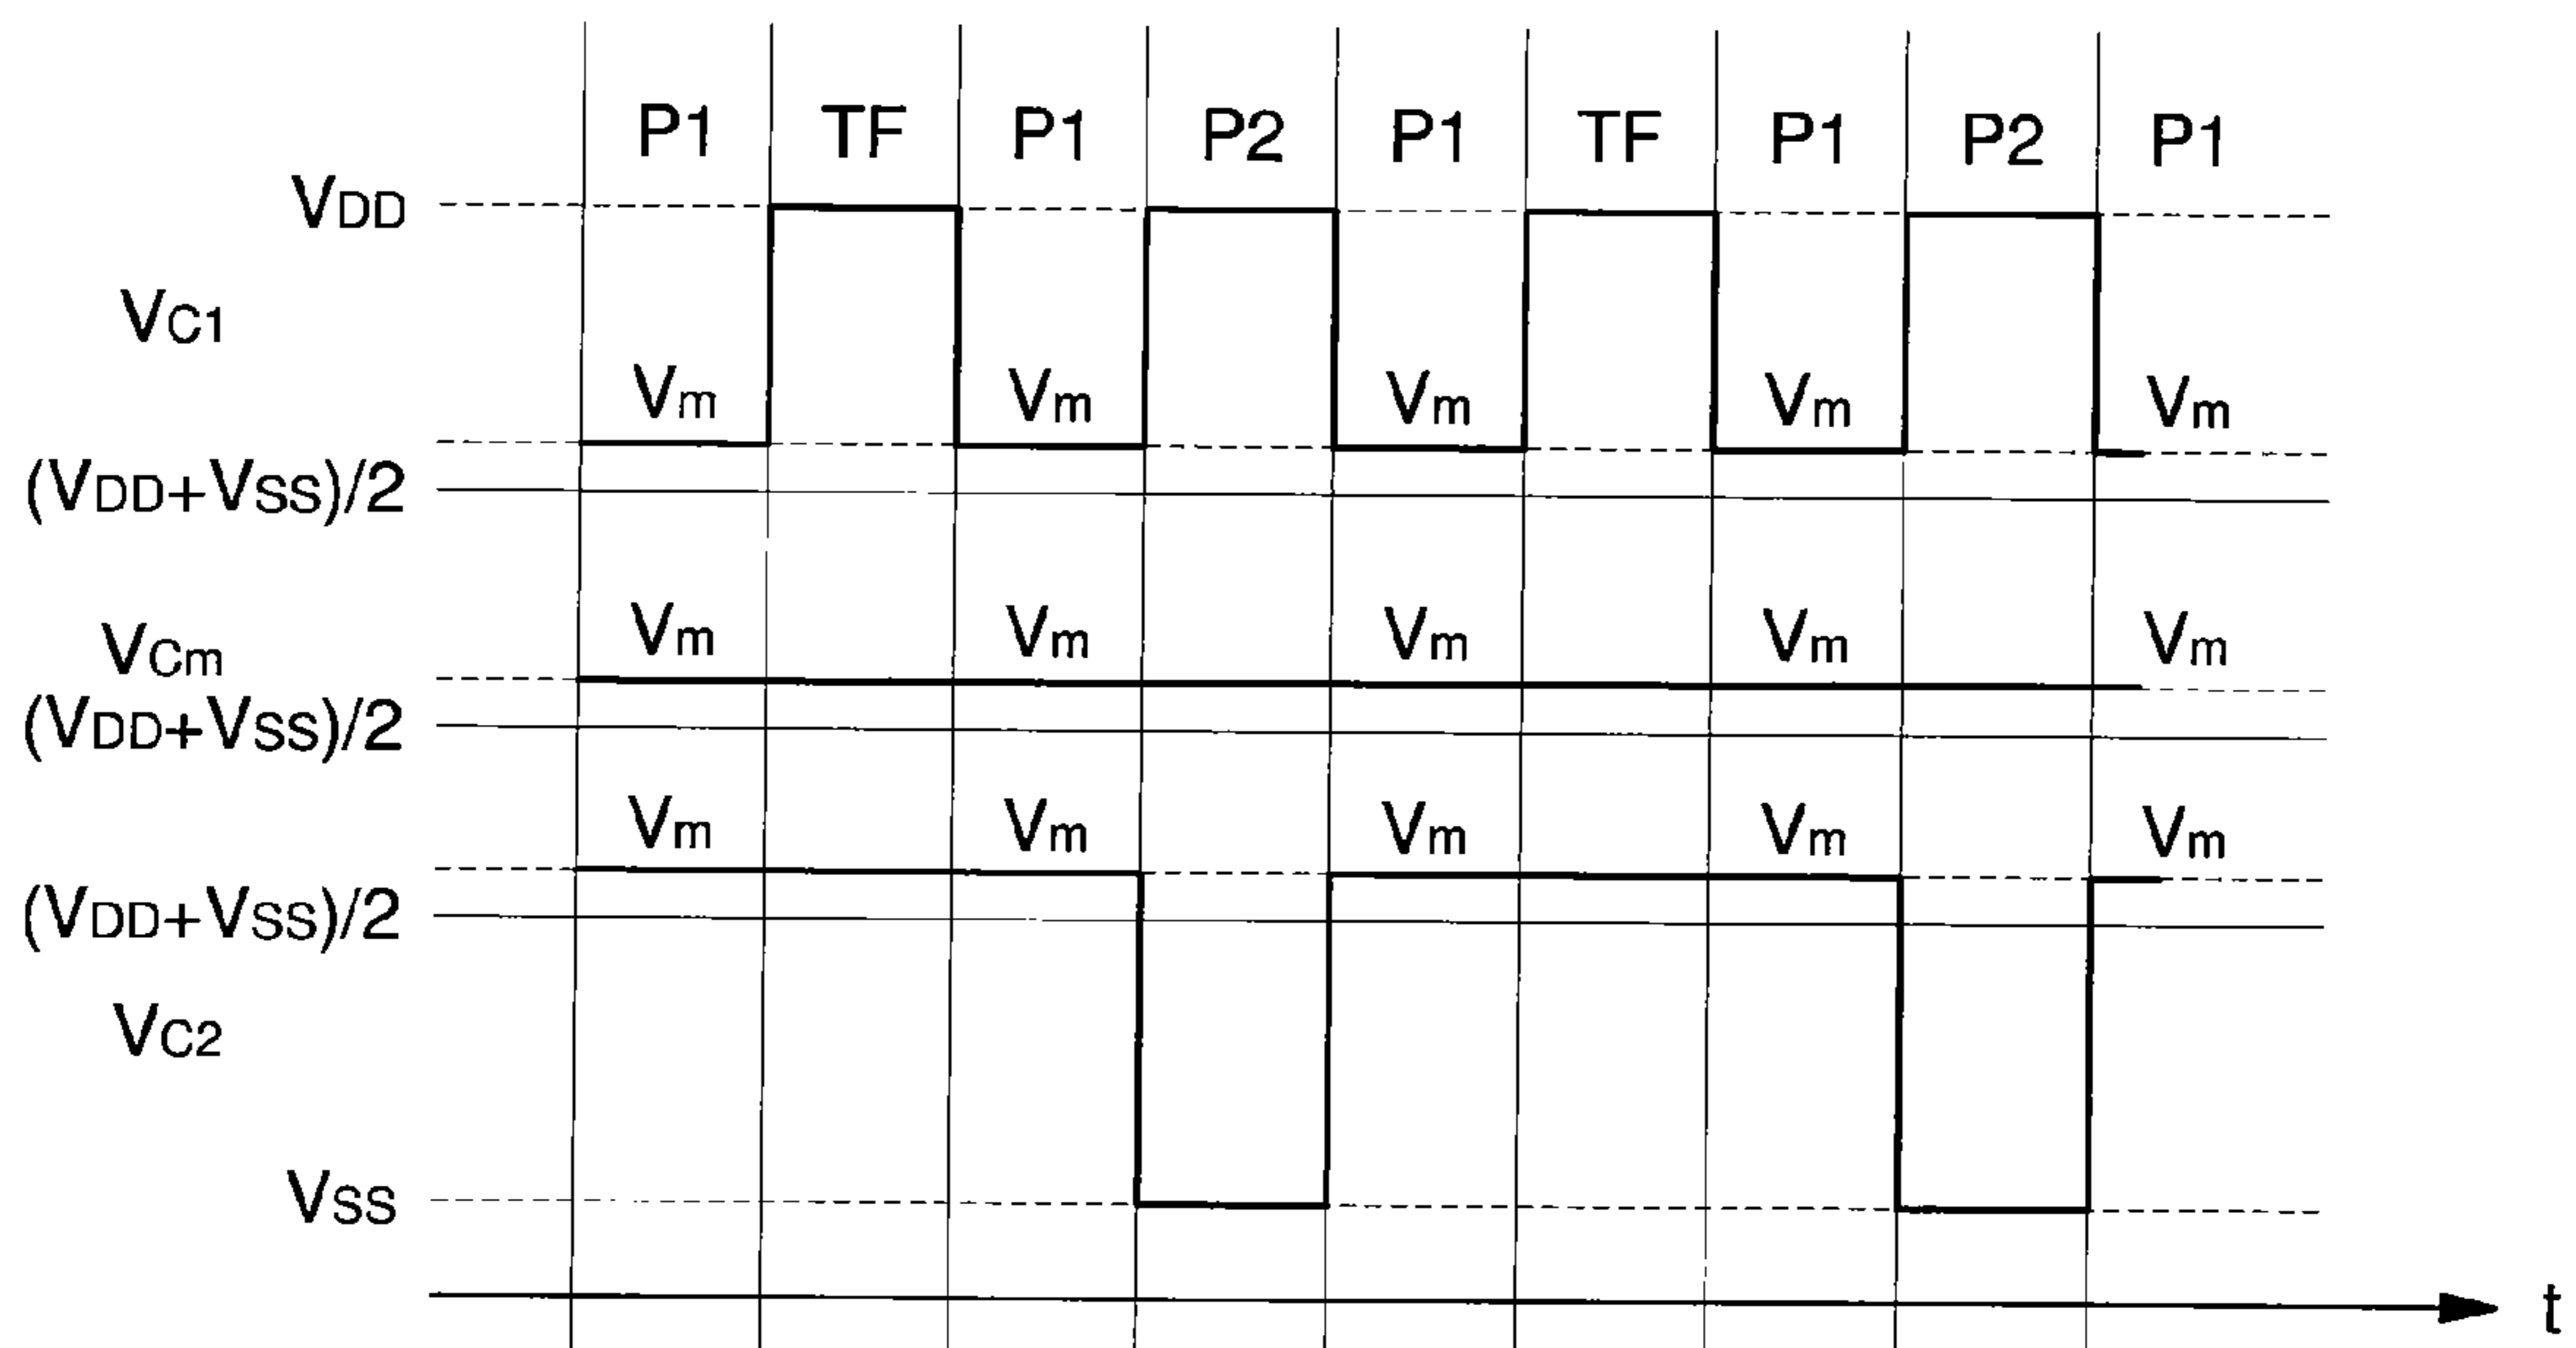 P1 TF P1 P2 P1 TF P1 P2 P1
VDD
VC1
Vm Vm Vm Vm Vm
(VDD+VSS)/2
Vm Vm Vm Vm Vm
VCm
(VDD+VSS)/2
Vm Vm Vm Vm Vm
(VDD+VSS)/2
VC2
VSS
t